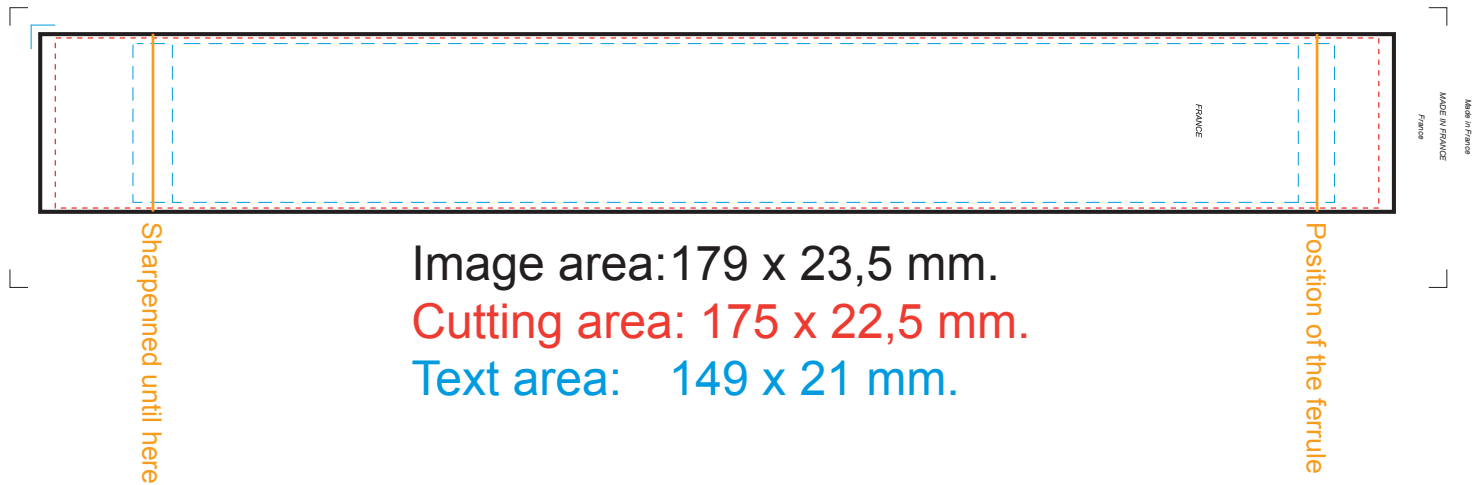 FRANCE
Made in France
MADE IN FRANCE
France
Sharpenned until here
Position of the ferrule
Image area: 179 x 23,5 mm.
Cutting area: 175 x 22,5 mm.
Text area: 149 x 21 mm.